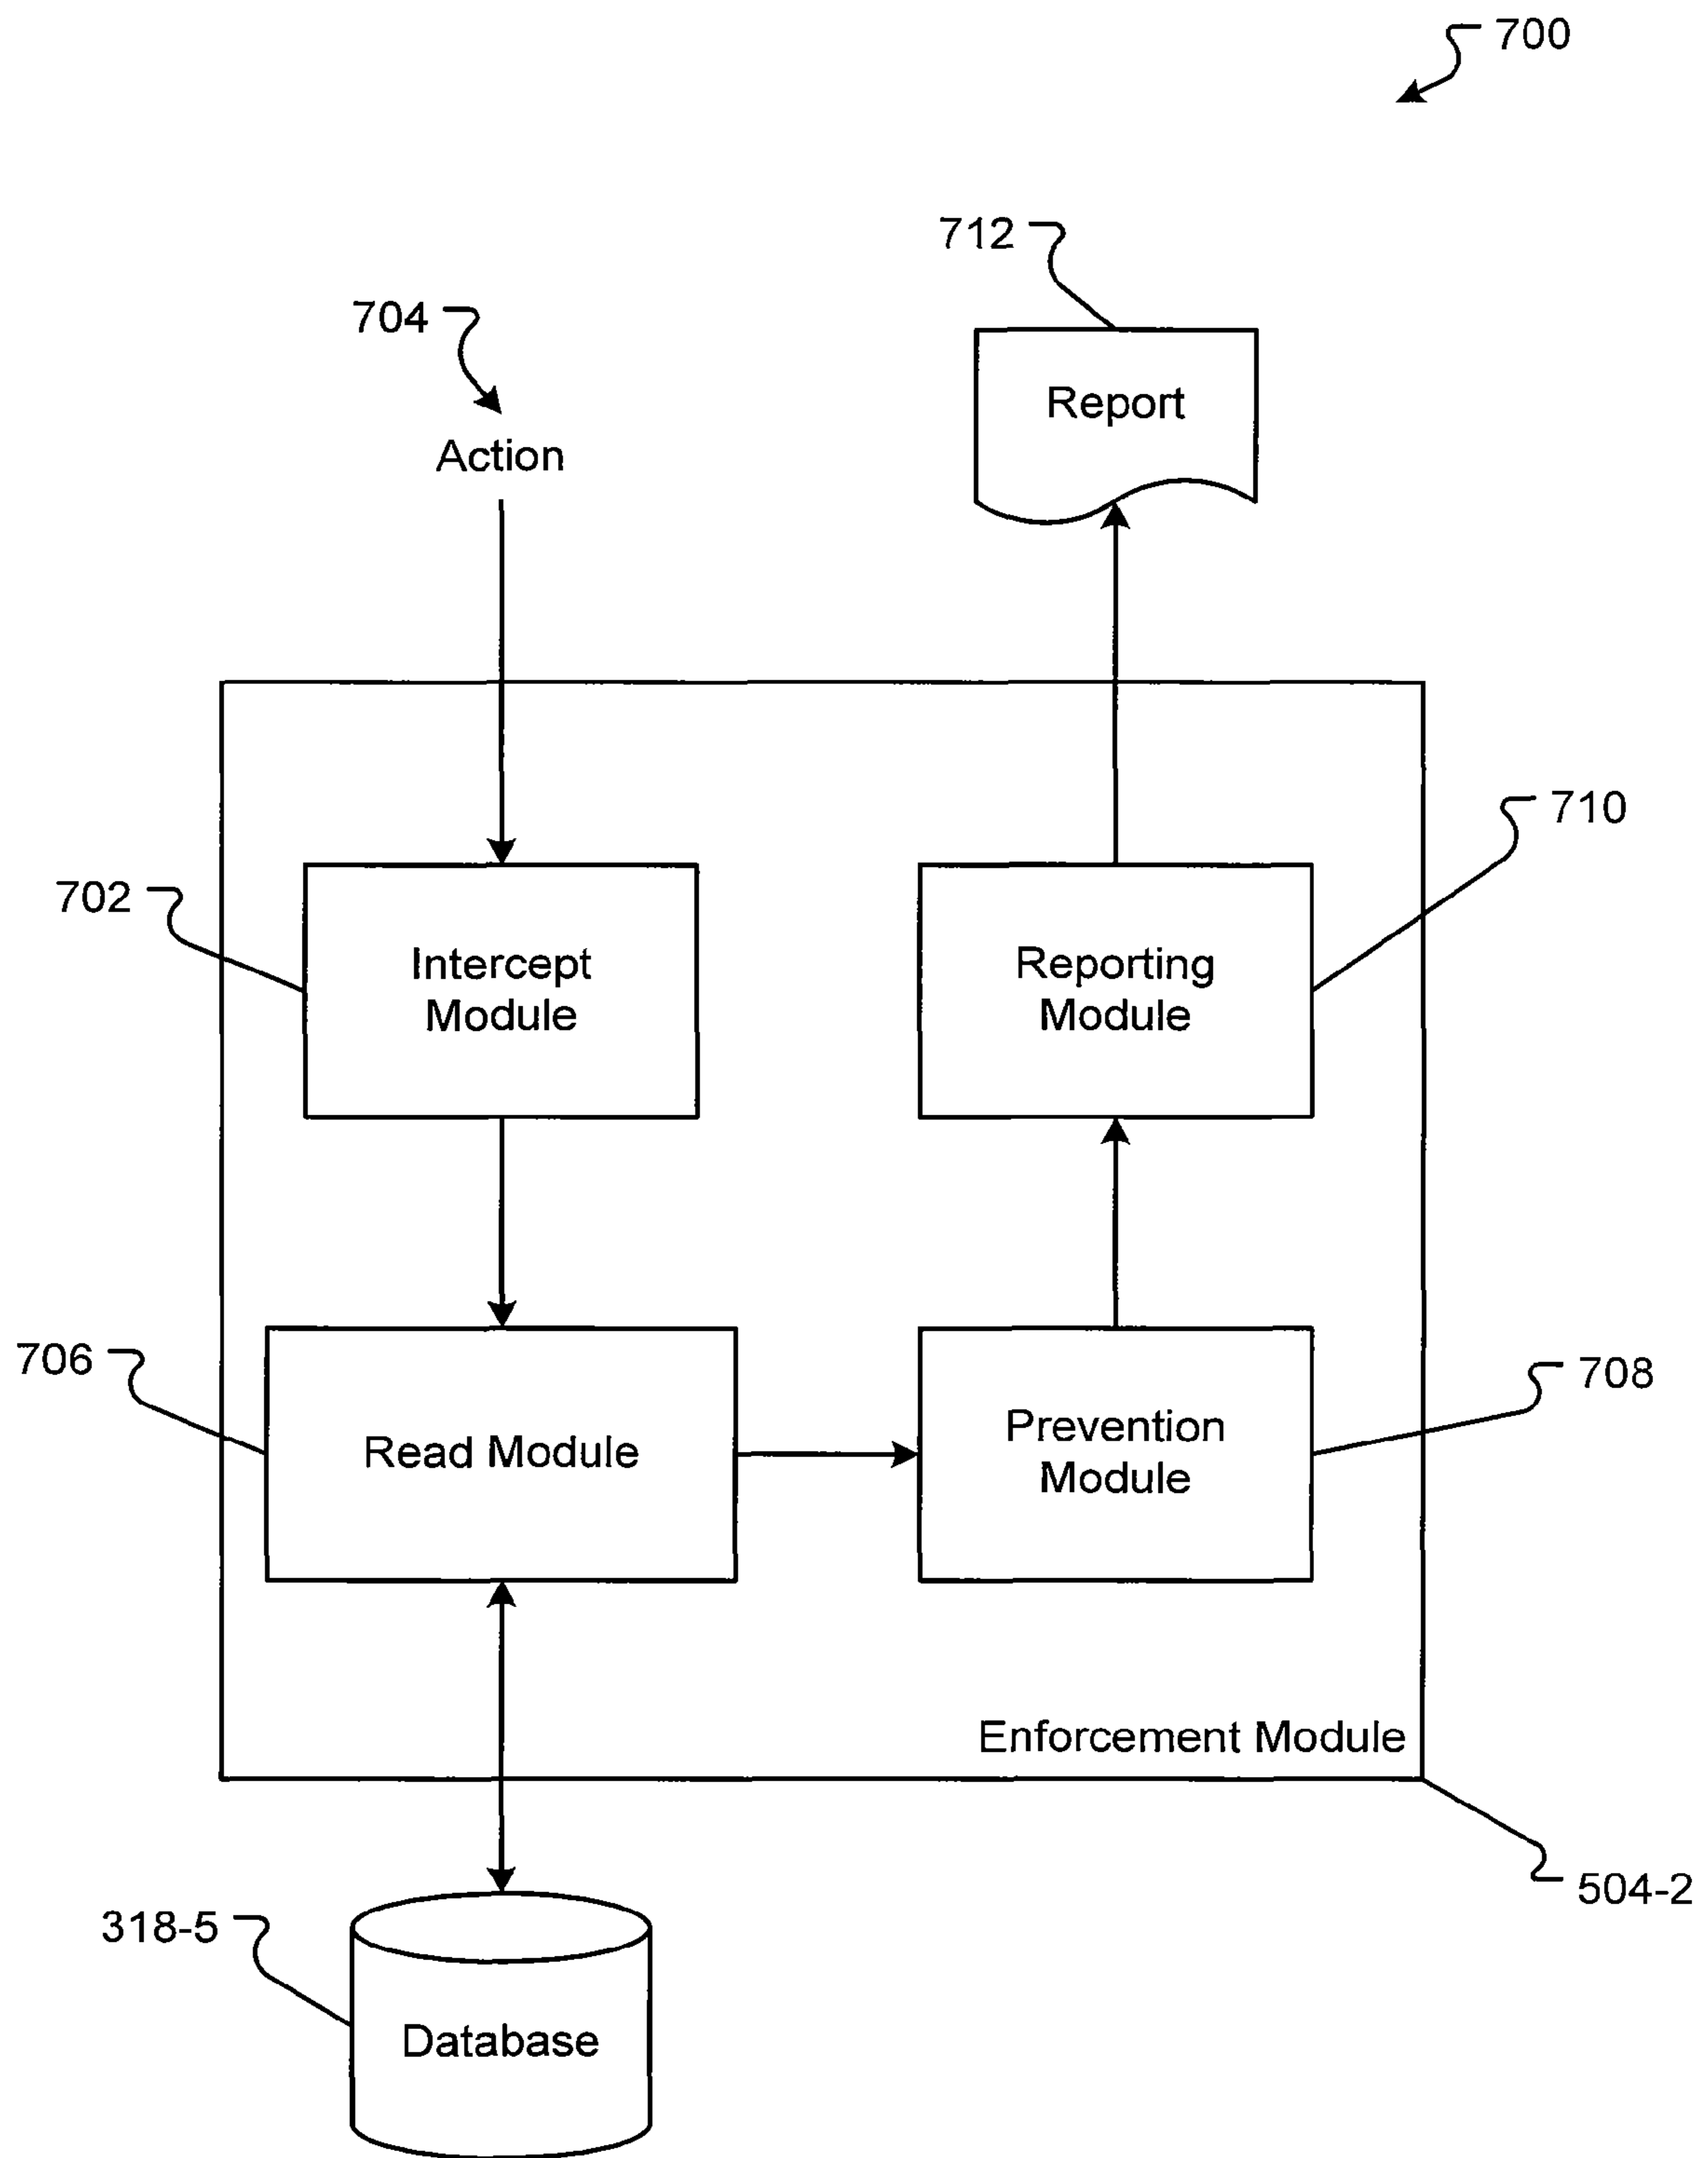 700
712
704
Report
Action
710
702
Intercept
Module
Reporting
Module
706
708
Read Module
Prevention
Module
Enforcement Module
504-2
318-5
Database